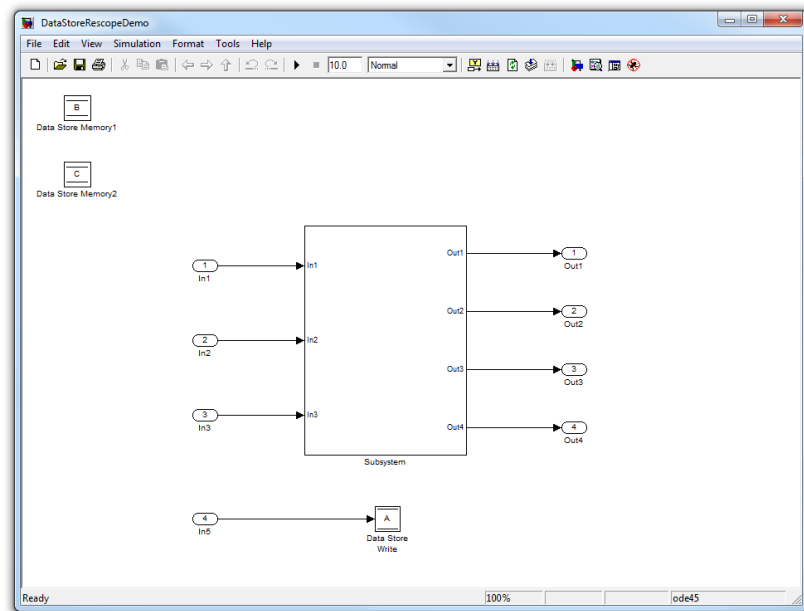 DataStoreRescopeDemo
File Edit View Simulation Format Tools Help
10.0 Normal
B
Data Store Memory1
C
Data Store Memory2
1
In1
2
In2
3
In3
In1
In2
In3
Out1
Out2
Out3
Out4
Subsystem
1
Out1
2
Out2
3
Out3
4
Out4
4
In5
A
Data Store
Write
Ready 100% ode45